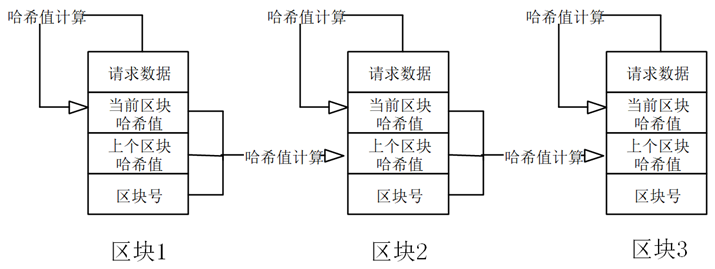 哈希值计算
请求数据
当前区块
哈希值
上个区块
哈希值
区块号
区块1
哈希值计算
哈希值计算
请求数据
当前区块
哈希值
上个区块
哈希值
区块号
区块2
哈希值计算
哈希值计算
请求数据
当前区块
哈希值
上个区块
哈希值
区块号
区块3